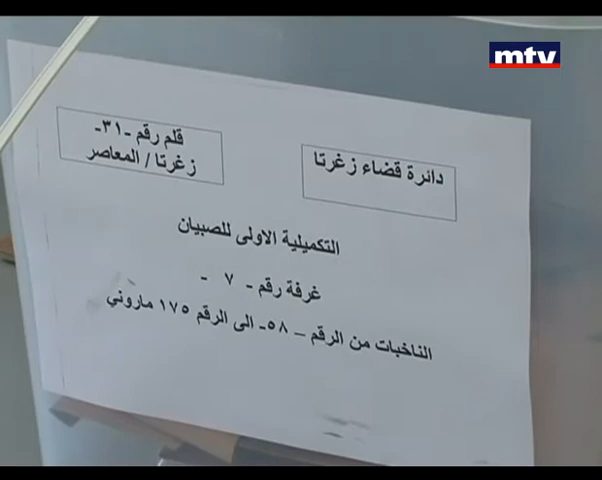 mtv
دائرة قضاء زغرتا
قلم رقم -٣١-
زغرتا / المعاصر
التكميلية الاولى للصبيان
غرفة رقم - ٧ -
الناخبات من الرقم – ٥٨- الى الرقم ١٧٥ ماروني